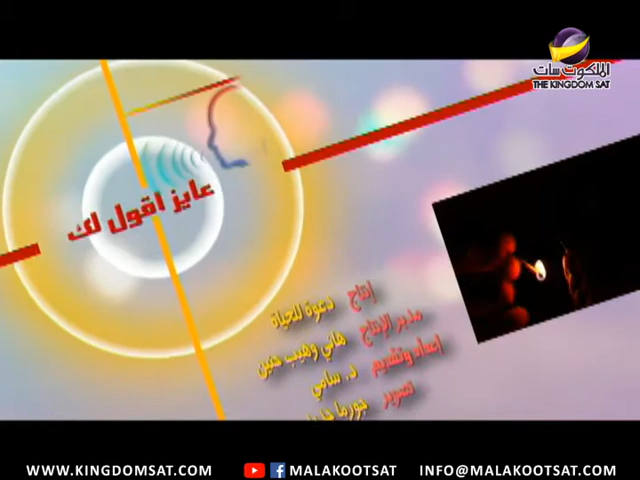 الملكوت سات
THE KINGDOM SAT
عايز اقول لك
إنتاج دعوة للحياة
مدير الإنتاج هاني وهيب حنين
إعداد وتقديم د. سامي
تصوير
WWW.KINGDOMSAT.COM
MALAKOOTSAT
INFO@MALAKOOTSAT.COM